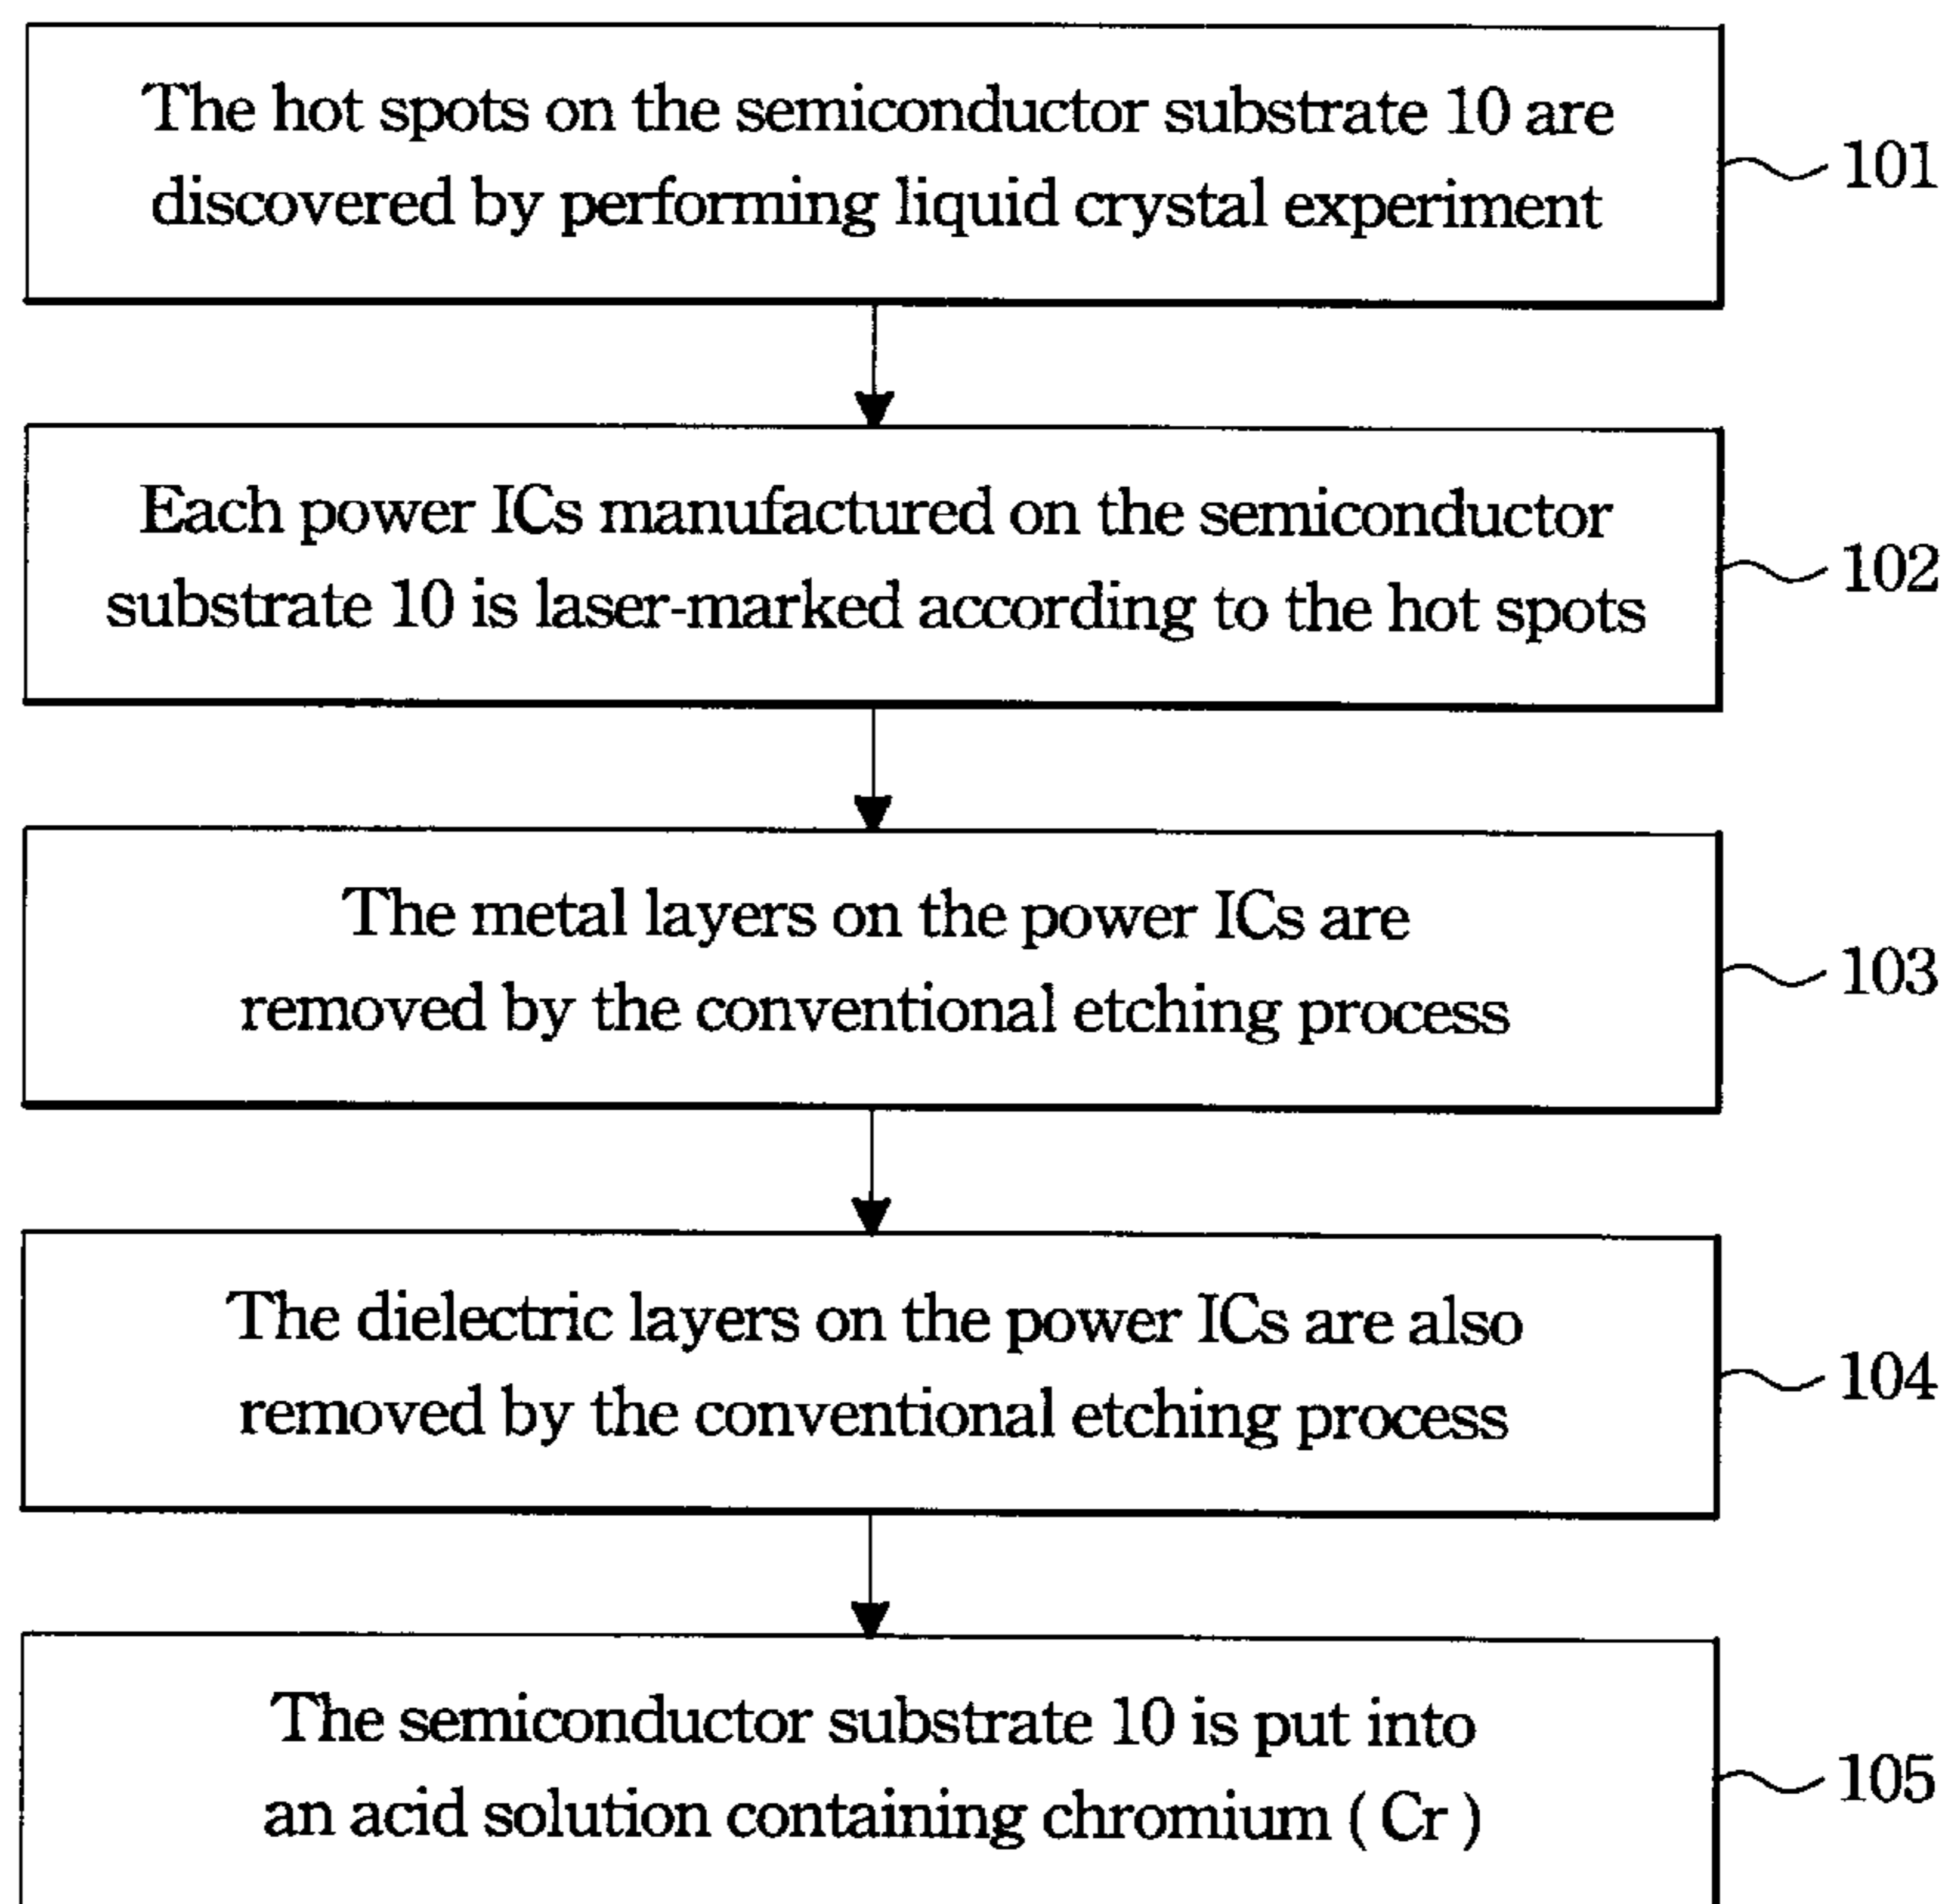 The hot spots on the semiconductor substrate 10 are
discovered by performing liquid crystal experiment
101
Each power ICs manufactured on the semiconductor
substrate 10 is laser-marked according to the hot spots
102
The metal layers on the power ICs are
removed by the conventional etching process
103
The dielectric layers on the power ICs are also
removed by the conventional etching process
104
The semiconductor substrate 10 is put into
an acid solution containing chromium ( Cr )
105